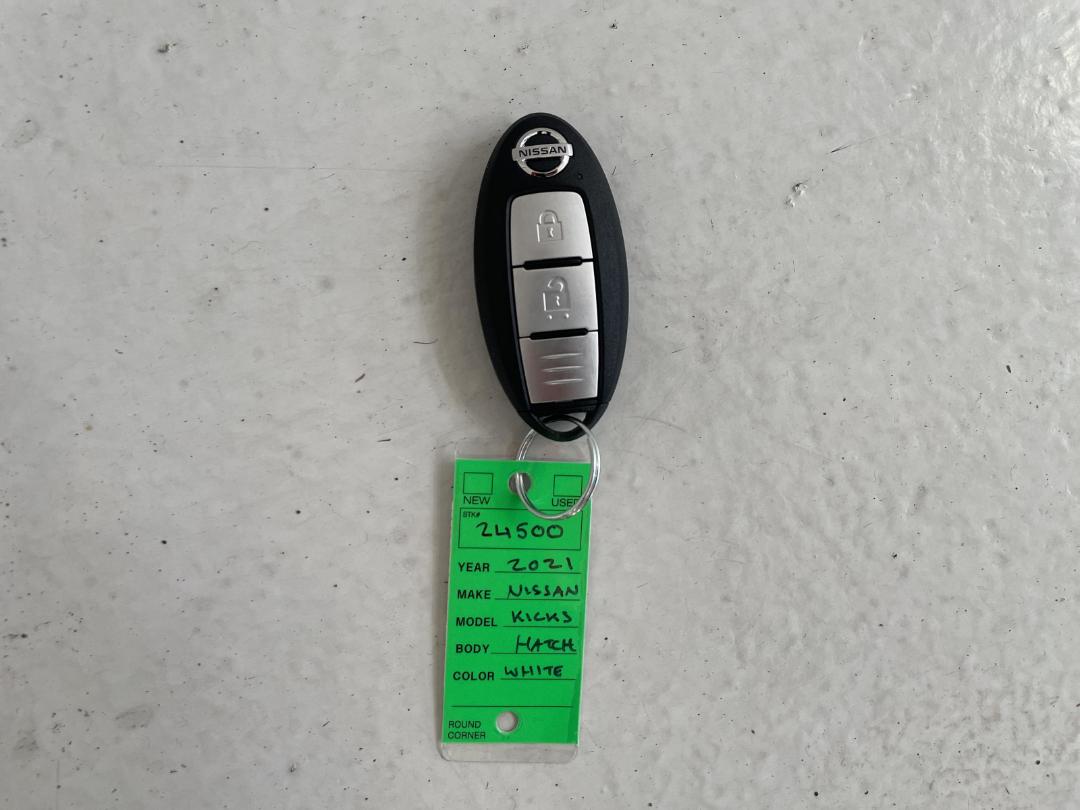 NISSAN
NEW USED
STK#
24500
YEAR 2021
MAKE NISSAN
MODEL KICKS
BODY HATCH
COLOR WHITE
ROUND
CORNER